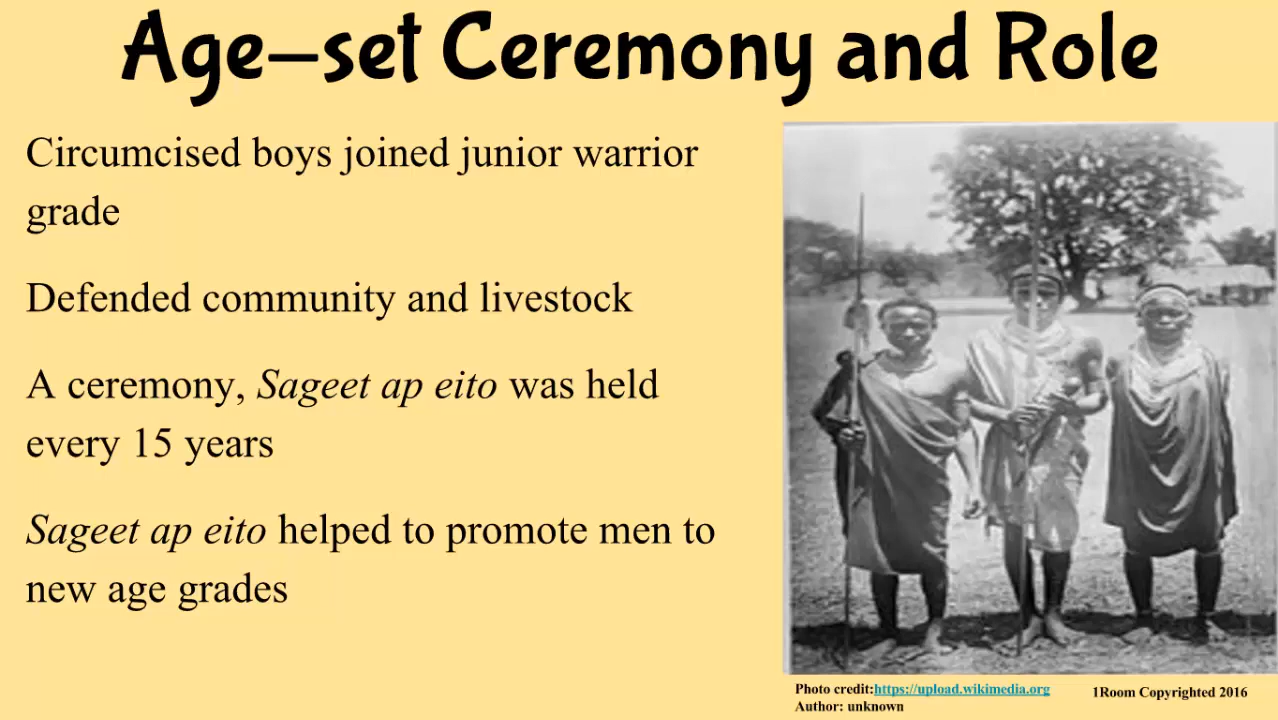 Age-set Ceremony and Role
Circumcised boys joined junior warrior
grade
Defended community and livestock
A ceremony, Sageet ap eito was held
every 15 years
Sageet ap eito helped to promote men to
new age grades
Photo credit:https://upload.wikimedia.org
Author: unknown
1Room Copyrighted 2016